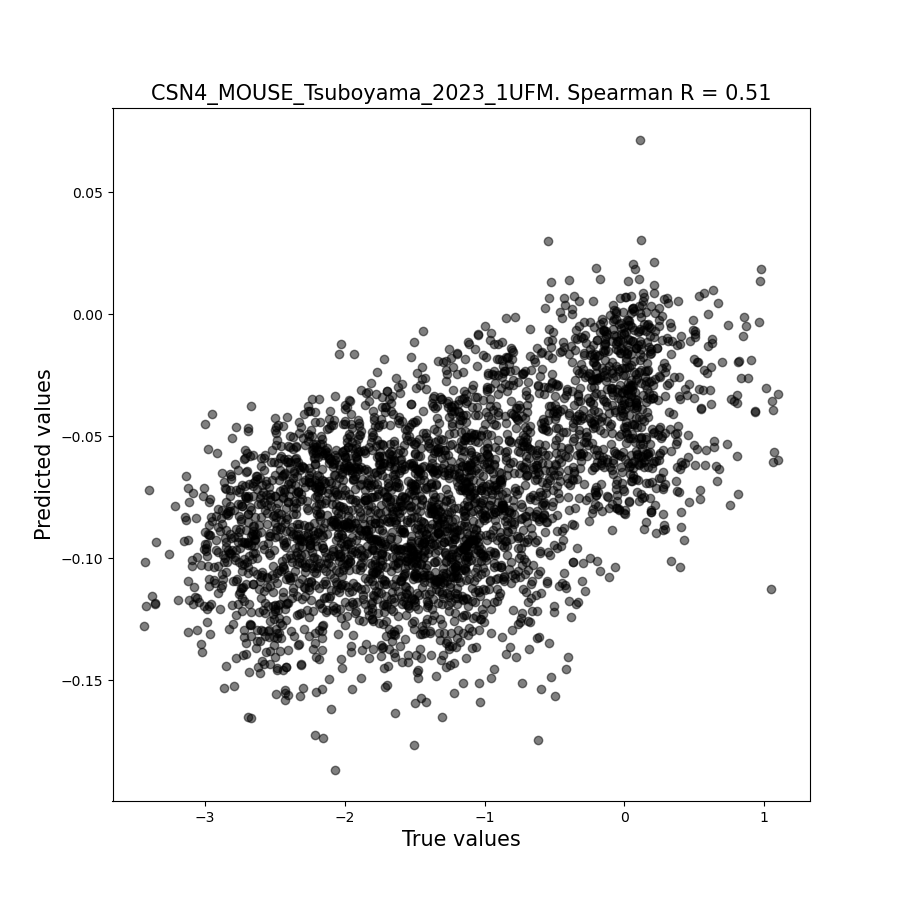 CSN4_MOUSE_Tsuboyama_2023_1UFM. Spearman R = 0.51
0.05
0.00
−0.05
−0.10
−0.15
Predicted values
−3 −2 −1 0 1
True values